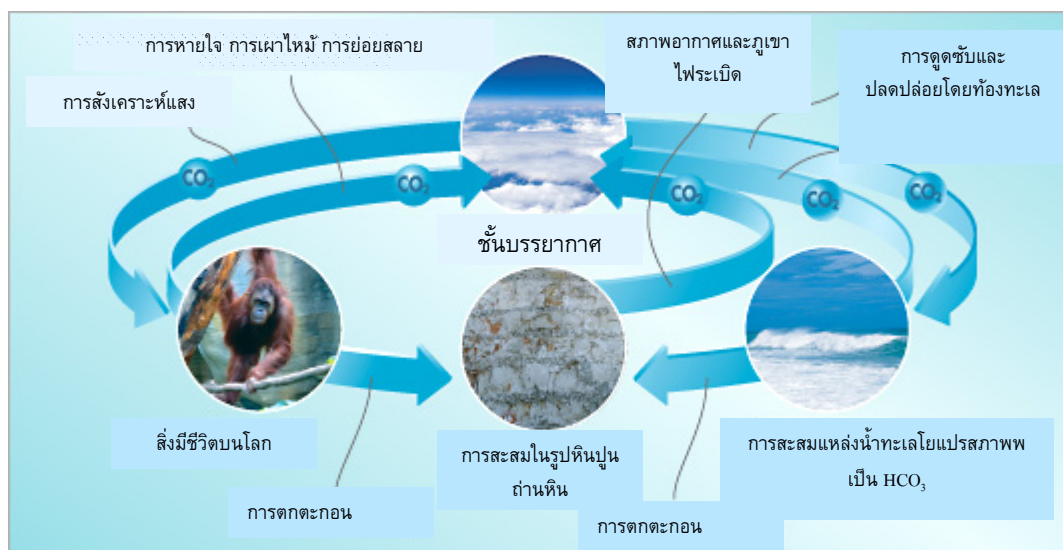 การหายใจ การเผาไหม้ การย่อยสลาย
สภาพอากาศและภูเขา
ไฟระเบิด
การดูดซับและ
ปลดปล่อยโดยท้องทะเล
การสังเคราะห์แสง
CO₂
CO₂
CO₂
CO₂
CO₂
ชั้นบรรยากาศ
สิ่งมีชีวิตบนโลก
การสะสมในรูปหินปูน
ถ่านหิน
การสะสมแหล่งน้ำทะเลโยแปรสภาพพ
เป็น HCO₃
การตกตะกอน
การตกตะกอน